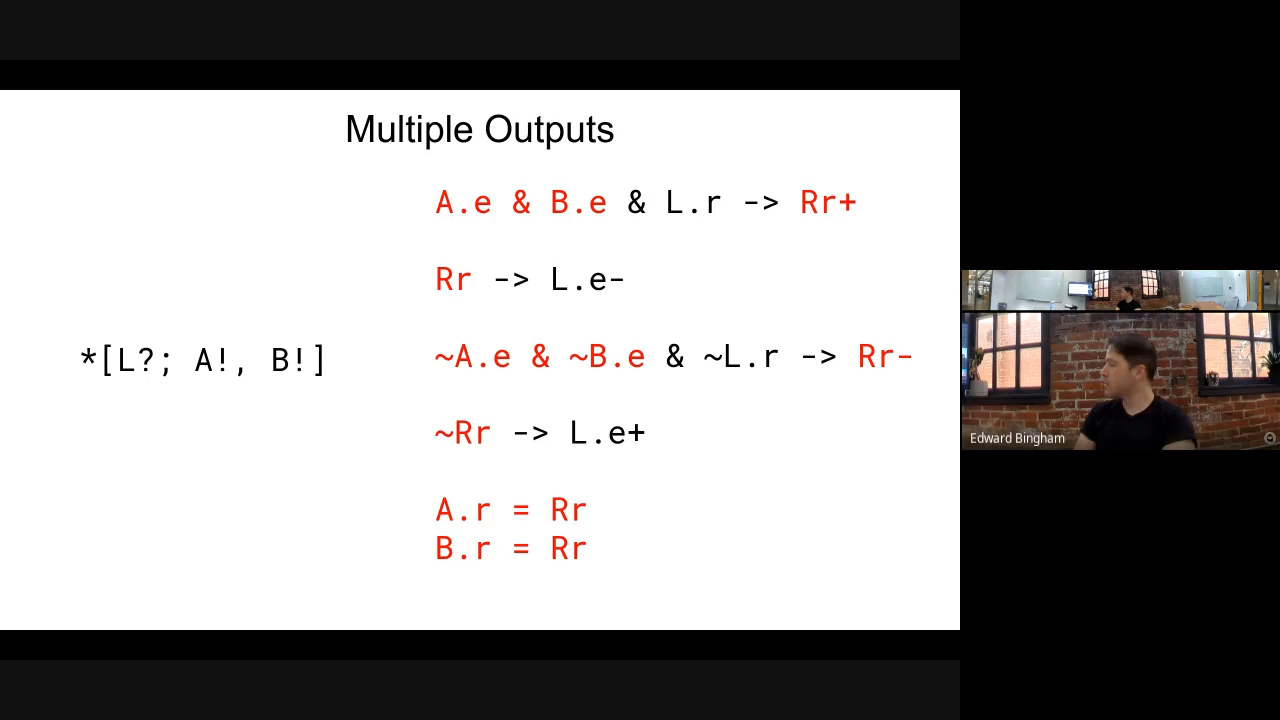 Multiple Outputs
A.e & B.e & L.r -> Rr+
Rr -> L.e-
*[L?; A!, B!]
~A.e & ~B.e & ~L.r -> Rr-
~Rr -> L.e+
A.r = Rr
B.r = Rr
Edward Bingham